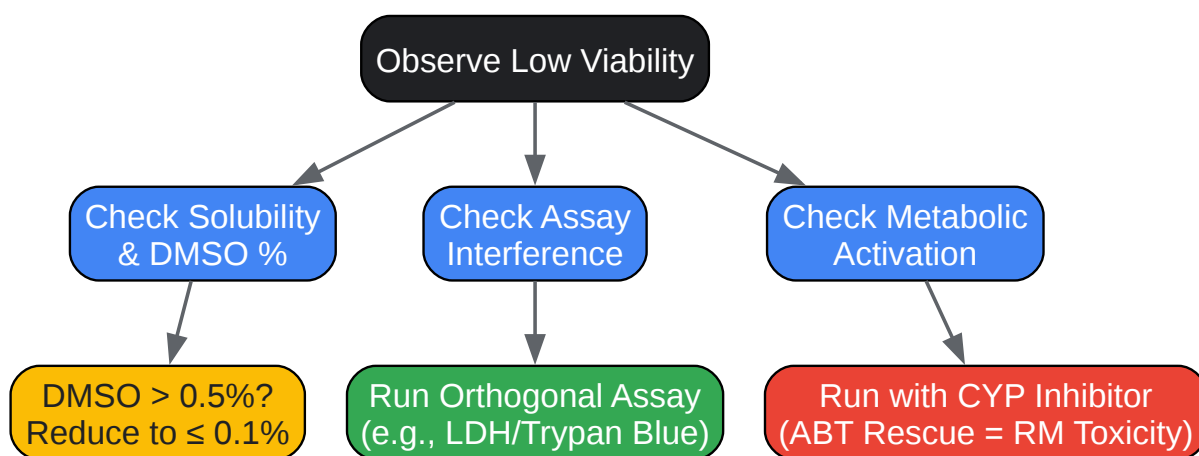 Observe Low Viability
Check Solubility
& DMSO %
Check Assay
Interference
Check Metabolic
Activation
DMSO > 0.5%?
Reduce to ≤ 0.1%
Run Orthogonal Assay
(e.g., LDH/Trypan Blue)
Run with CYP Inhibitor
(ABT Rescue = RM Toxicity)